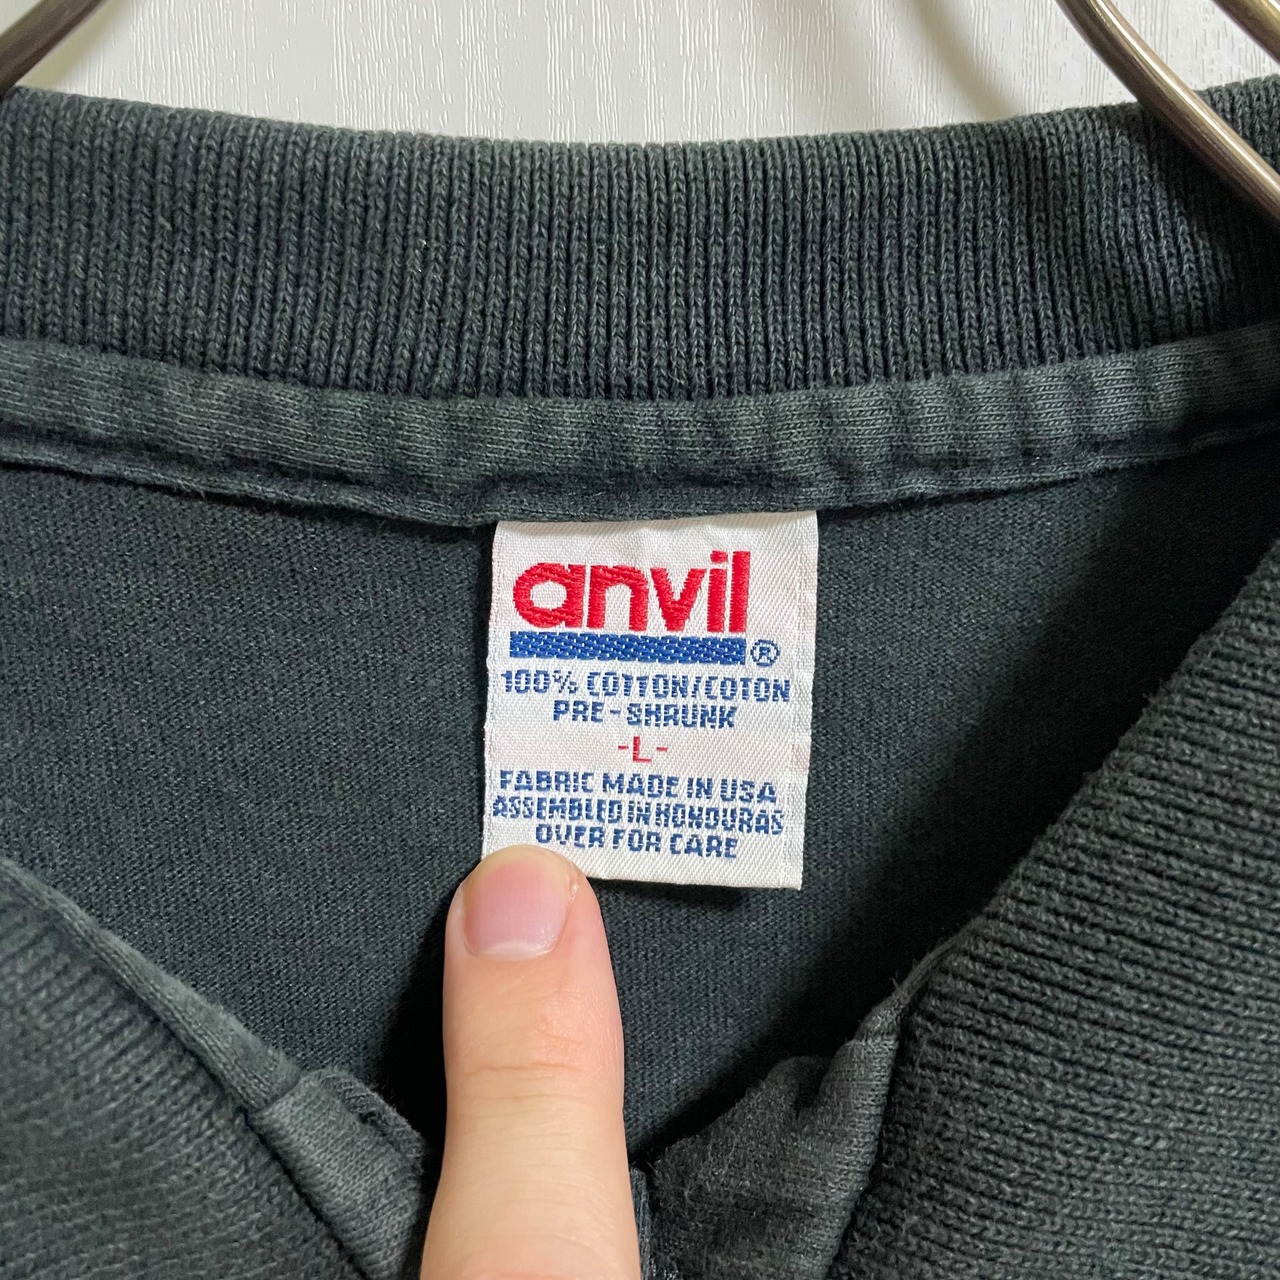 anvil
®
100% COTTON/COTON
PRE-SHRUNK
-L-
FABRIC MADE IN USA
ASSEMBLED IN HONDURAS
OVER FOR CARE